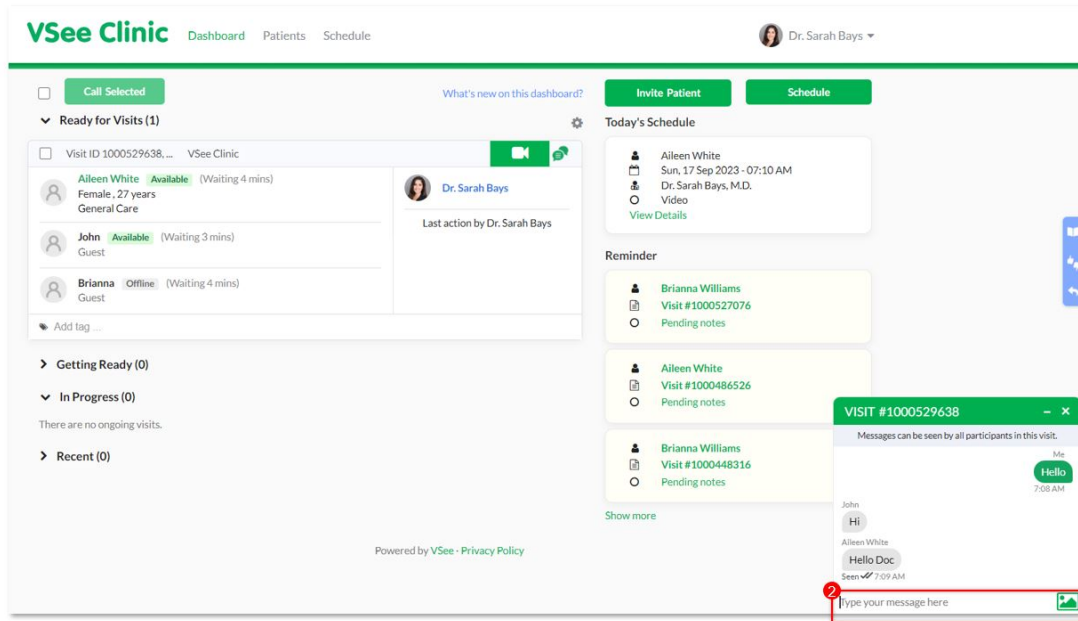 VSee Clinic Dashboard Patients Schedule Dr. Sarah Bays
Call Selected What's new on this dashboard?
Ready for Visits (1)
Visit ID 1000529638, ... VSee Clinic
Aileen White Available (Waiting 4 mins)
Female , 27 years
General Care
John Available (Waiting 3 mins)
Guest
Brianna Offline (Waiting 4 mins)
Guest
Dr. Sarah Bays
Last action by Dr. Sarah Bays
Add tag ...
Getting Ready (0)
In Progress (0)
There are no ongoing visits.
Recent (0)
Invite Patient Schedule
Today's Schedule
Aileen White
Sun, 17 Sep 2023 - 07:10 AM
Dr. Sarah Bays, M.D.
Video
View Details
Reminder
Brianna Williams
Visit #1000527076
Pending notes
Aileen White
Visit #1000486526
Pending notes
Brianna Williams
Visit #1000448316
Pending notes
Show more
Powered by VSee - Privacy Policy
VISIT #1000529638
Messages can be seen by all participants in this visit.
Me
Hello
7:08 AM
John
Hi
Aileen White
Hello Doc
Seen 7:09 AM
2
Type your message here